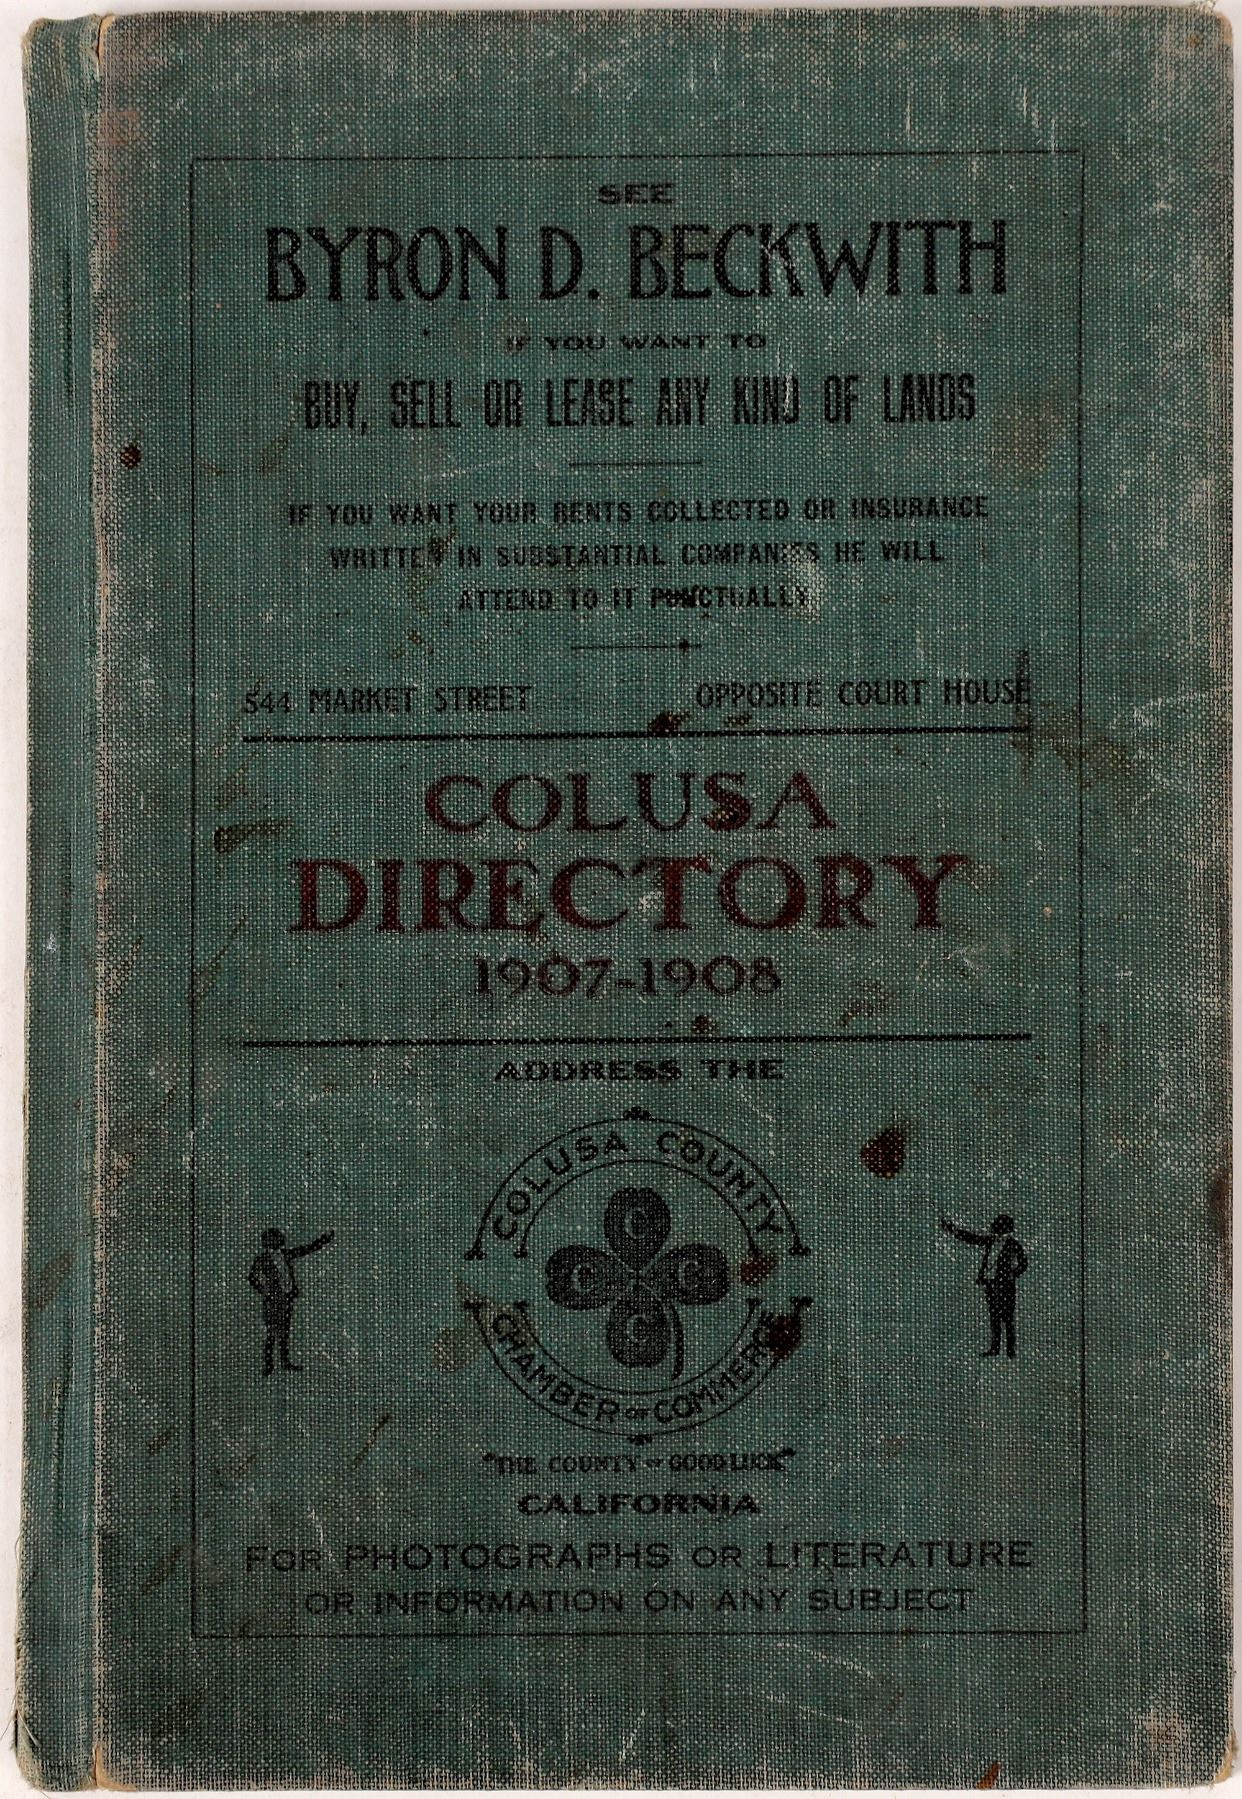 SEE
BYRON D. BECKWITH
IF YOU WANT TO
BUY, SELL OR LEASE ANY KIND OF LANDS
IF YOU WANT YOUR RENTS COLLECTED OR INSURANCE
WRITTEN IN SUBSTANTIAL COMPANIES HE WILL
ATTEND TO IT PUNCTUALLY
544 MARKET STREET OPPOSITE COURT HOUSE
COLUSA
DIRECTORY
1907-1908
ADDRESS THE
COLUSA COUNTY
C
C C
C
CHAMBER OF COMMERCE
"THE COUNTY OF GOOD LUCK"
CALIFORNIA
FOR PHOTOGRAPHS OR LITERATURE
OR INFORMATION ON ANY SUBJECT